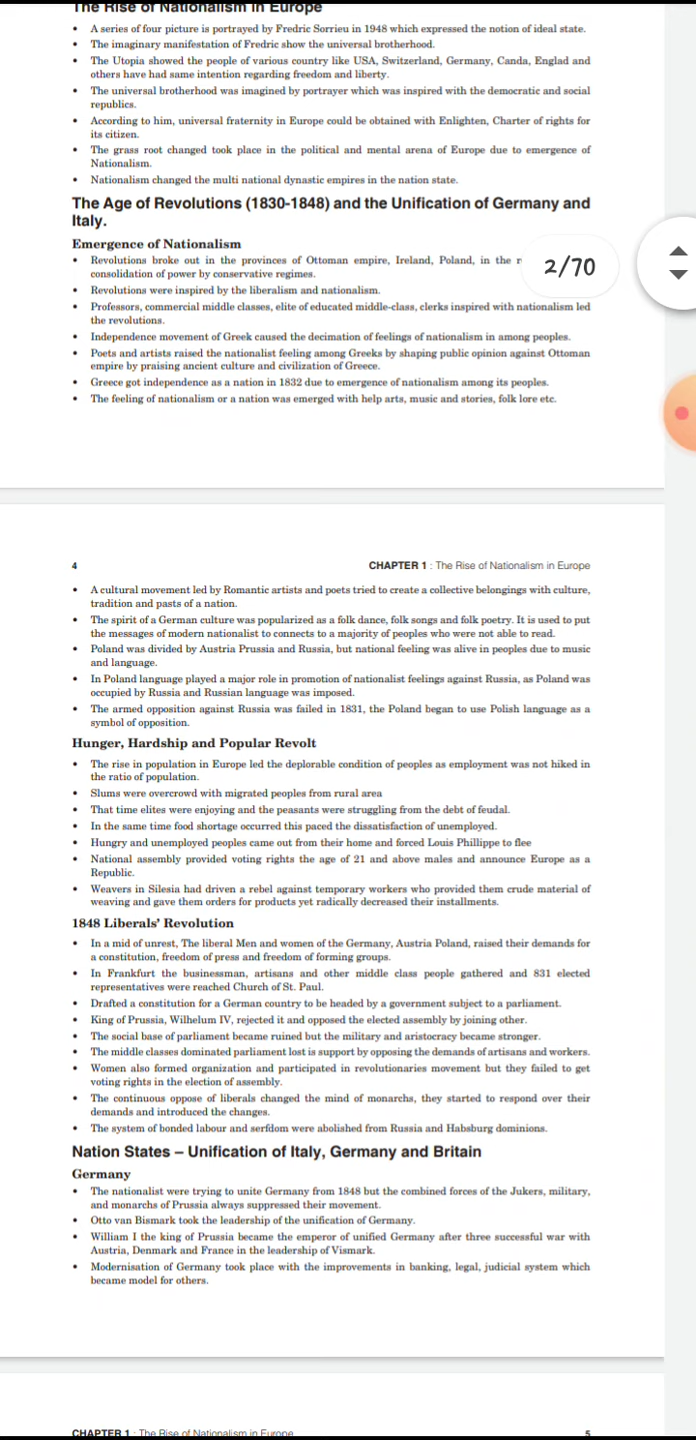 The Rise of Nationalism in Europe
• A series of four picture is portrayed by Fredric Sorrieu in 1948 which expressed the notion of ideal state.
• The imaginary manifestation of Fredric show the universal brotherhood.
• The Utopia showed the people of various country like USA, Switzerland, Germany, Canda, Englad and
others have had same intention regarding freedom and liberty.
• The universal brotherhood was imagined by portrayer which was inspired with the democratic and social
republics.
• According to him, universal fraternity in Europe could be obtained with Enlighten, Charter of rights for
its citizen.
• The grass root changed took place in the political and mental arena of Europe due to emergence of
Nationalism.
• Nationalism changed the multi national dynastic empires in the nation state.
The Age of Revolutions (1830-1848) and the Unification of Germany and
Italy.
Emergence of Nationalism
• Revolutions broke out in the provinces of Ottoman empire, Ireland, Poland, in the
consolidation of power by conservative regimes.
2/70
• Revolutions were inspired by the liberalism and nationalism.
• Professors, commercial middle classes, elite of educated middle-class, clerks inspired with nationalism led
the revolutions.
• Independence movement of Greek caused the decimation of feelings of nationalism in among peoples.
• Poets and artists raised the nationalist feeling among Greeks by shaping public opinion against Ottoman
empire by praising ancient culture and civilization of Greece.
• Greece got independence as a nation in 1832 due to emergence of nationalism among its peoples.
• The feeling of nationalism or a nation was emerged with help arts, music and stories, folk lore etc.
4 CHAPTER 1 : The Rise of Nationalism in Europe
• A cultural movement led by Romantic artists and poets tried to create a collective belongings with culture,
tradition and pasts of a nation.
• The spirit of a German culture was popularized as a folk dance, folk songs and folk poetry. It is used to put
the messages of modern nationalist to connects to a majority of peoples who were not able to read.
• Poland was divided by Austria Prussia and Russia, but national feeling was alive in peoples due to music
and language.
• In Poland language played a major role in promotion of nationalist feelings against Russia, as Poland was
occupied by Russia and Russian language was imposed.
• The armed opposition against Russia was failed in 1831, the Poland began to use Polish language as a
symbol of opposition.
Hunger, Hardship and Popular Revolt
• The rise in population in Europe led the deplorable condition of peoples as employment was not hiked in
the ratio of population.
• Slums were overcrowd with migrated peoples from rural area
• That time elites were enjoying and the peasants were struggling from the debt of feudal.
• In the same time food shortage occurred this paced the dissatisfaction of unemployed.
• Hungry and unemployed peoples came out from their home and forced Louis Phillippe to flee
• National assembly provided voting rights the age of 21 and above males and announce Europe as a
Republic.
• Weavers in Silesia had driven a rebel against temporary workers who provided them crude material of
weaving and gave them orders for products yet radically decreased their installments.
1848 Liberals' Revolution
• In a mid of unrest, The liberal Men and women of the Germany, Austria Poland, raised their demands for
a constitution, freedom of press and freedom of forming groups.
• In Frankfurt the businessman, artisans and other middle class people gathered and 831 elected
representatives were reached Church of St. Paul.
• Drafted a constitution for a German country to be headed by a government subject to a parliament.
• King of Prussia, Wilhelum IV, rejected it and opposed the elected assembly by joining other.
• The social base of parliament became ruined but the military and aristocracy became stronger.
• The middle classes dominated parliament lost is support by opposing the demands of artisans and workers.
• Women also formed organization and participated in revolutionaries movement but they failed to get
voting rights in the election of assembly.
• The continuous oppose of liberals changed the mind of monarchs, they started to respond over their
demands and introduced the changes.
• The system of bonded labour and serfdom were abolished from Russia and Habsburg dominions.
Nation States – Unification of Italy, Germany and Britain
Germany
• The nationalist were trying to unite Germany from 1848 but the combined forces of the Jukers, military,
and monarchs of Prussia always suppressed their movement.
• Otto van Bismark took the leadership of the unification of Germany.
• William I the king of Prussia became the emperor of unified Germany after three successful war with
Austria, Denmark and France in the leadership of Vismark.
• Modernisation of Germany took place with the improvements in banking, legal, judicial system which
became model for others.
CHAPTER 1 : The Rise of Nationalism in Europe 5